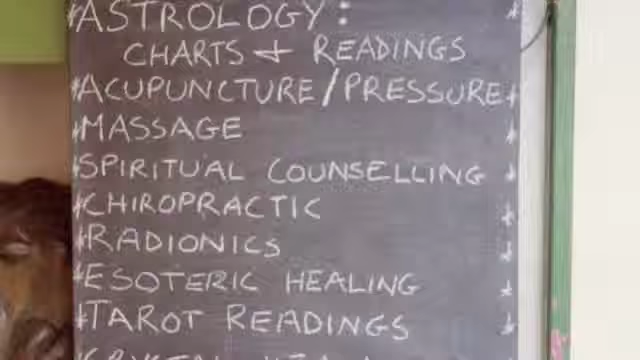 *ASTROLOGY: *
CHARTS + READINGS
*ACUPUNCTURE/PRESSURE*
*MASSAGE *
*SPIRITUAL COUNSELLING *
*CHIROPRACTIC *
*RADIONICS *
*ESOTERIC HEALING *
*TAROT READINGS *